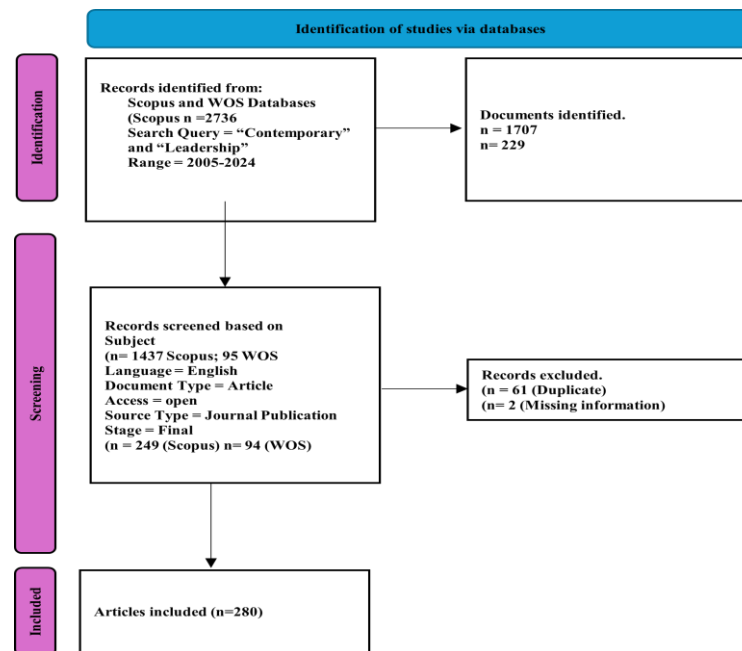 Identification of studies via databases
Identification
Records identified from:
Scopus and WOS Databases
(Scopus n =2736
Search Query = “Contemporary”
and “Leadership”
Range = 2005-2024
Documents identified.
n = 1707
n= 229
Screening
Records screened based on
Subject
(n= 1437 Scopus; 95 WOS
Language = English
Document Type = Article
Access = open
Source Type = Journal Publication
Stage = Final
(n = 249 (Scopus) n= 94 (WOS)
Records excluded.
(n = 61 (Duplicate)
(n= 2 (Missing information)
Included
Articles included (n=280)